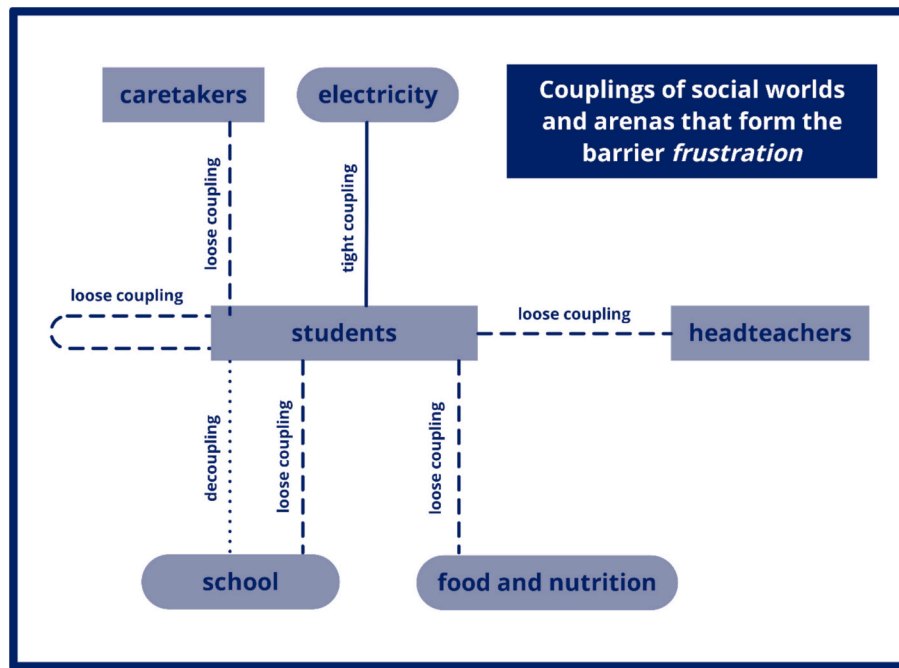 caretakers
electricity
Couplings of social worlds
and arenas that form the
barrier frustration
loose coupling
tight coupling
loose coupling
students
loose coupling
headteachers
decoupling
loose coupling
loose coupling
school
food and nutrition